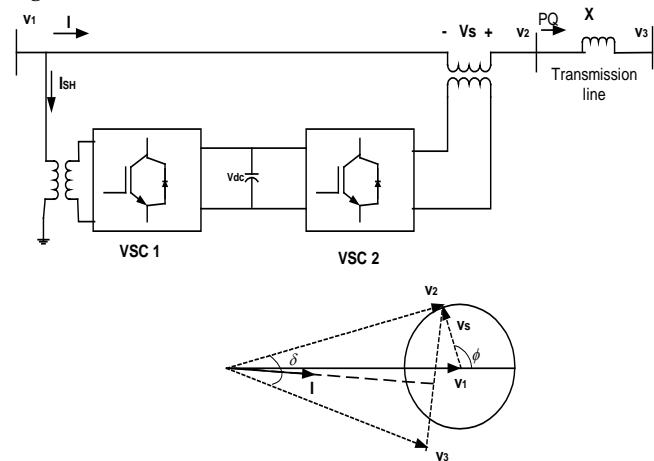 V1 I - Vs + V2 PQ X V3
ISH
Transmission
line
Vdc
VSC 1
VSC 2
V2
Vs
δ
ϕ
I
V1
V3